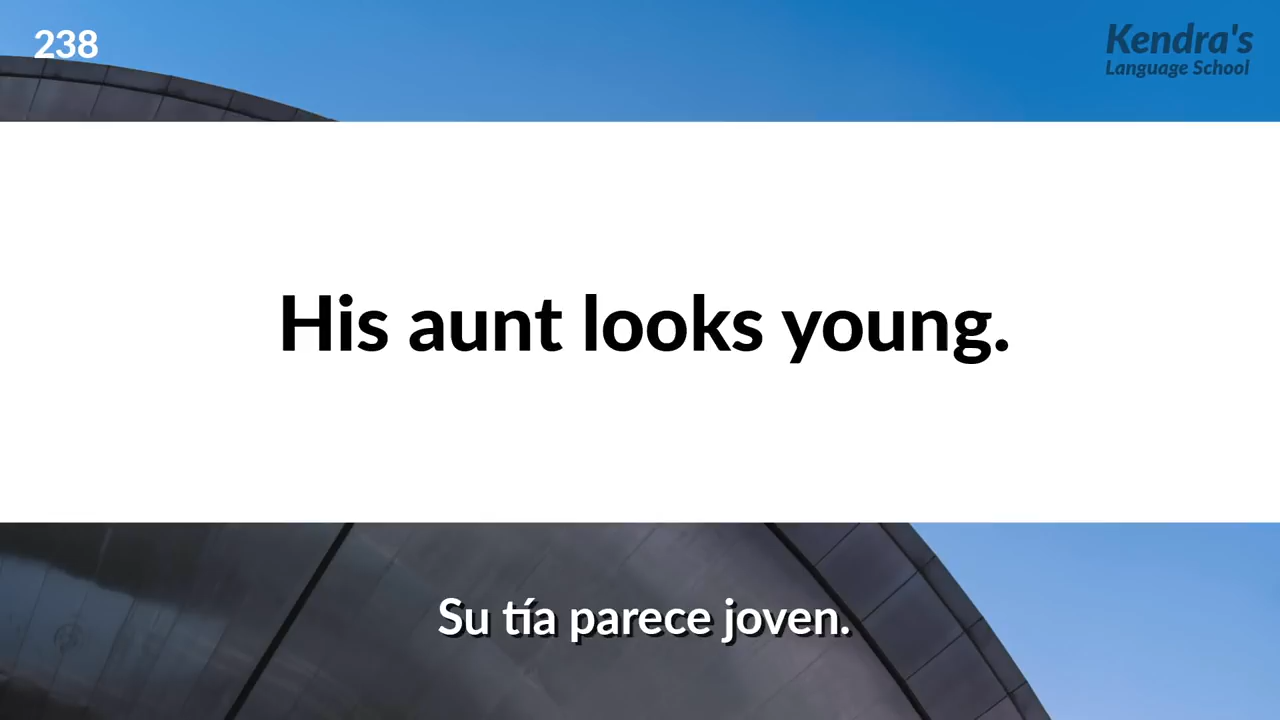 238
Kendra's
Language School
His aunt looks young.
Su tía parece joven.